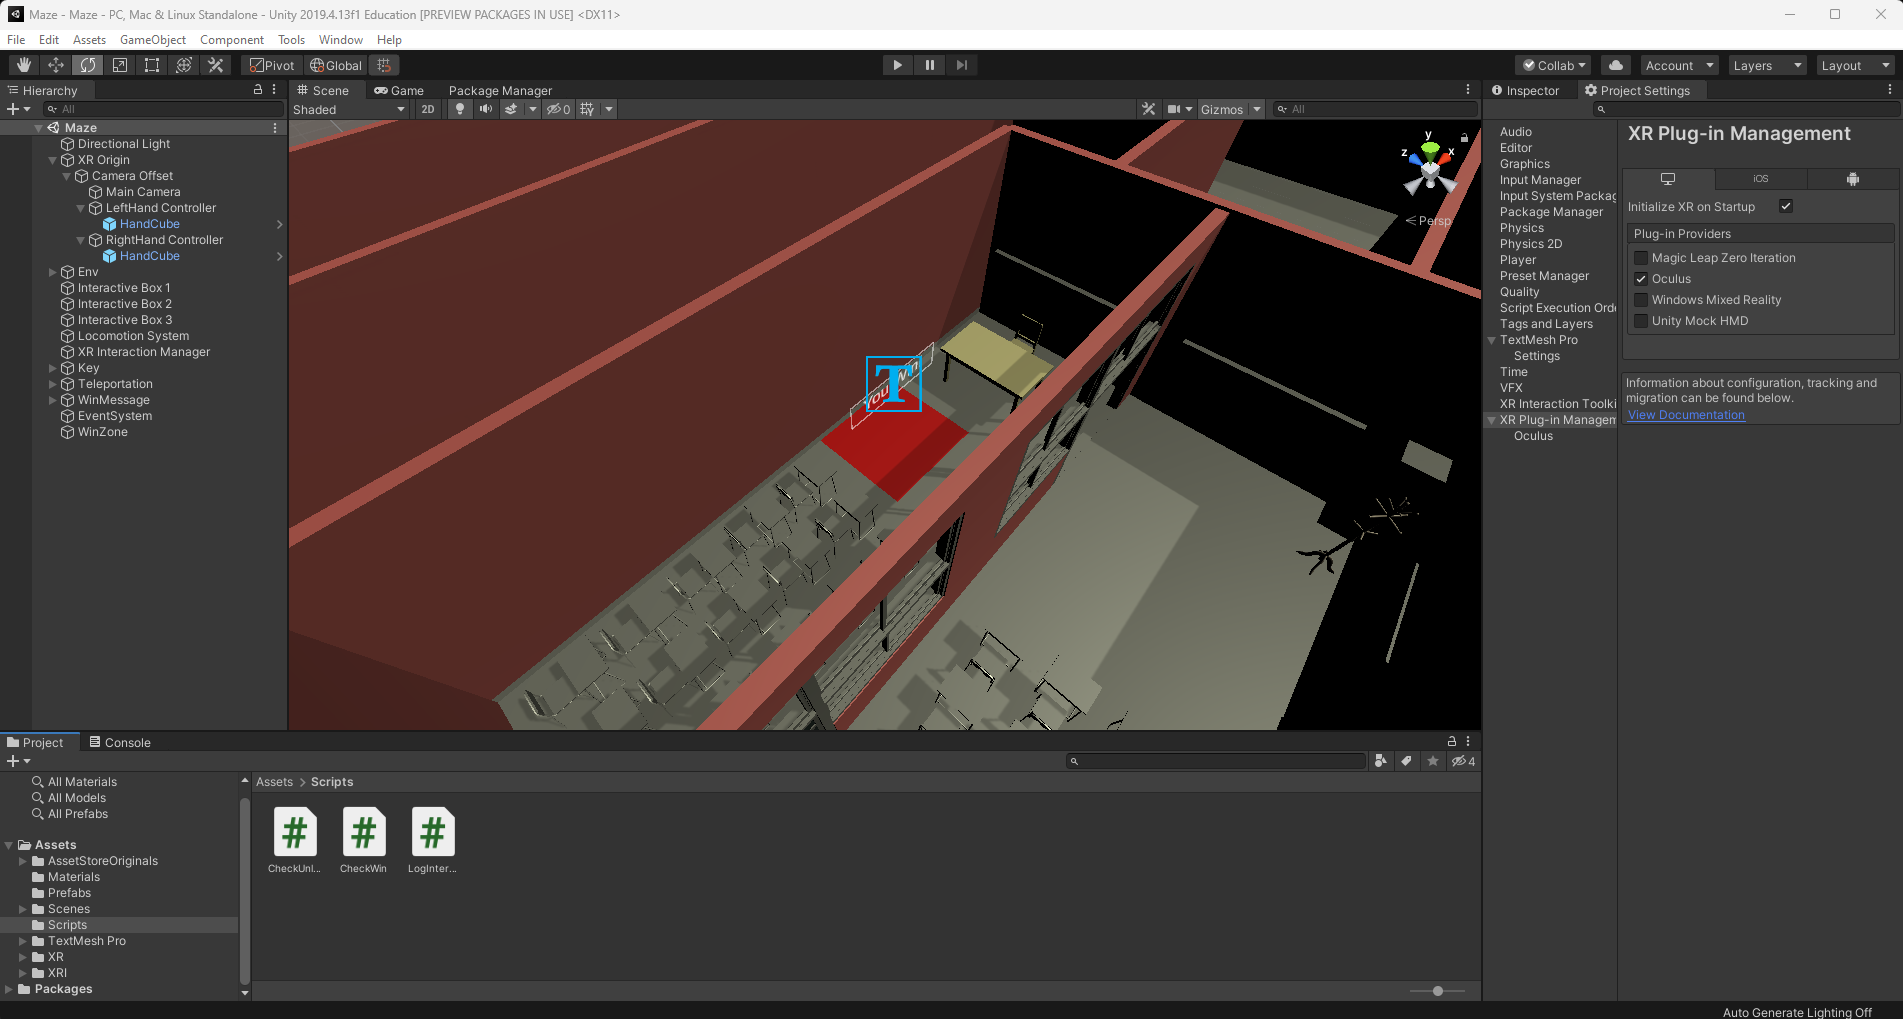 Maze - Maze - PC, Mac & Linux Standalone - Unity 2019.4.13f1 Education [PREVIEW PACKAGES IN USE] <DX11>
File Edit Assets GameObject Component Tools Window Help
Pivot Global Collab Account Layers Layout
Hierarchy
All
Maze
Directional Light
XR Origin
Camera Offset
Main Camera
LeftHand Controller
HandCube
RightHand Controller
HandCube
Env
Interactive Box 1
Interactive Box 2
Interactive Box 3
Locomotion System
XR Interaction Manager
Key
Teleportation
WinMessage
EventSystem
WinZone
Scene Game Package Manager
Shaded 2D 0 Gizmos All
y
z x
Persp
You Win
T
Inspector Project Settings
Audio
Editor
Graphics
Input Manager
Input System Packag
Package Manager
Physics
Physics 2D
Player
Preset Manager
Quality
Script Execution Orde
Tags and Layers
TextMesh Pro
Settings
Time
VFX
XR Interaction Toolki
XR Plug-in Managem
Oculus
XR Plug-in Management
iOS
Initialize XR on Startup
Plug-in Providers
Magic Leap Zero Iteration
Oculus
Windows Mixed Reality
Unity Mock HMD
Information about configuration, tracking and
migration can be found below.
View Documentation
Project Console
4
All Materials
All Models
All Prefabs
Assets
AssetStoreOriginals
Materials
Prefabs
Scenes
Scripts
TextMesh Pro
XR
XRI
Packages
Assets > Scripts
# # #
CheckUnl... CheckWin LogInter...
Auto Generate Lighting Off